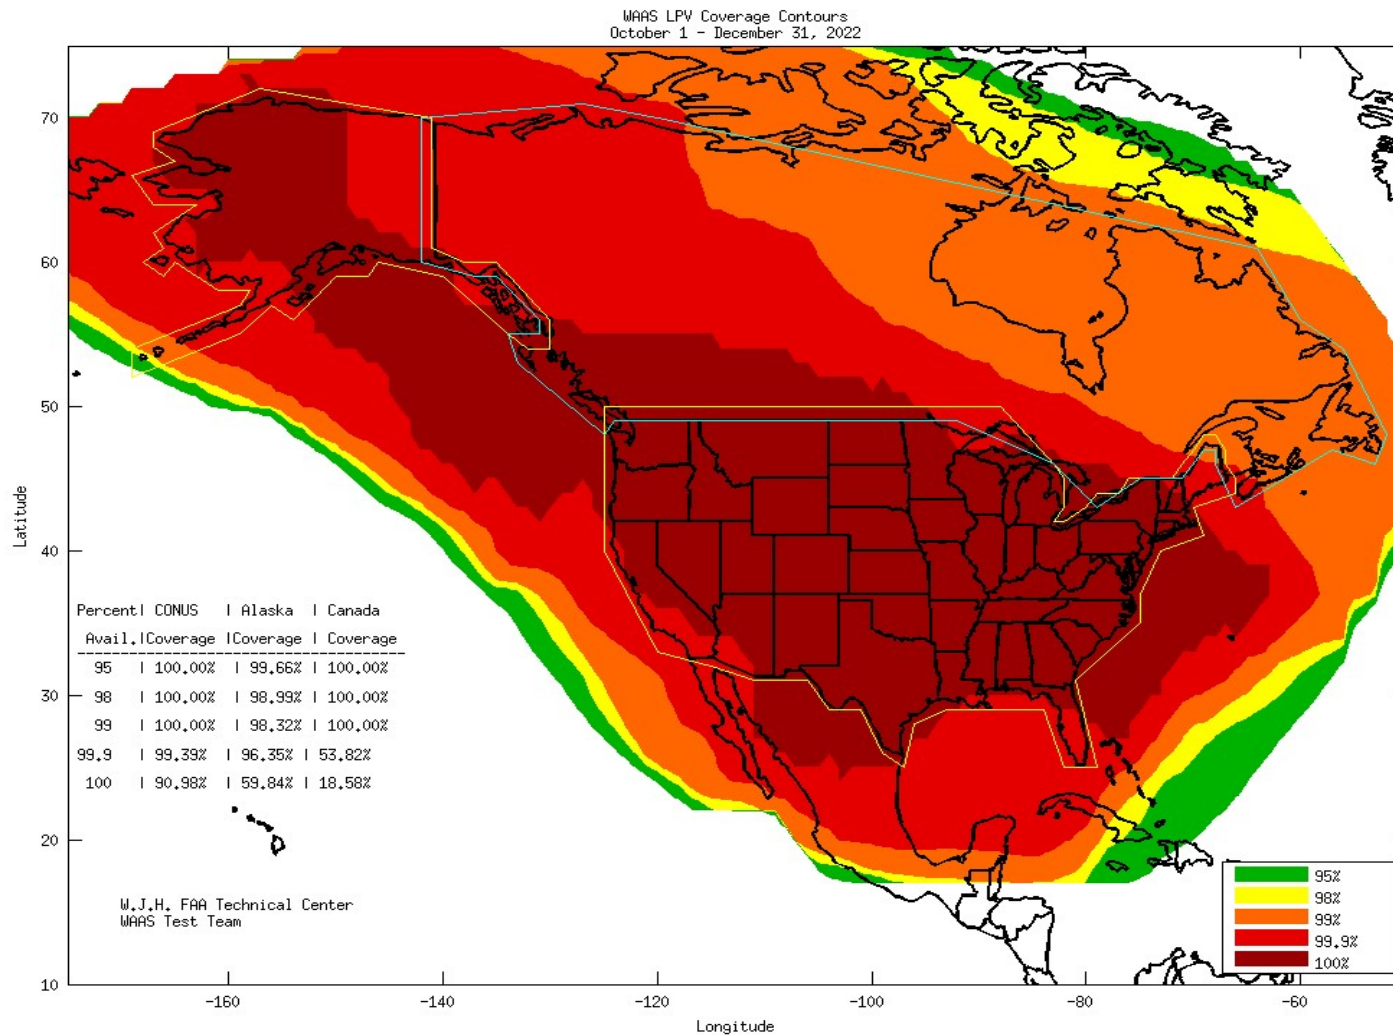 WAAS LPV Coverage Contours
October 1 - December 31, 2022
70
60
50
40
30
20
10
Latitude
Percent| CONUS | Alaska | Canada
Avail.|Coverage |Coverage | Coverage
95 | 100.00% | 99.66% | 100.00%
98 | 100.00% | 98.99% | 100.00%
99 | 100.00% | 98.32% | 100.00%
99.9 | 99.39% | 96.35% | 53.82%
100 | 90.98% | 59.84% | 18.58%
W.J.H. FAA Technical Center
WAAS Test Team
95%
98%
99%
99.9%
100%
-160 -140 -120 -100 -80 -60
Longitude